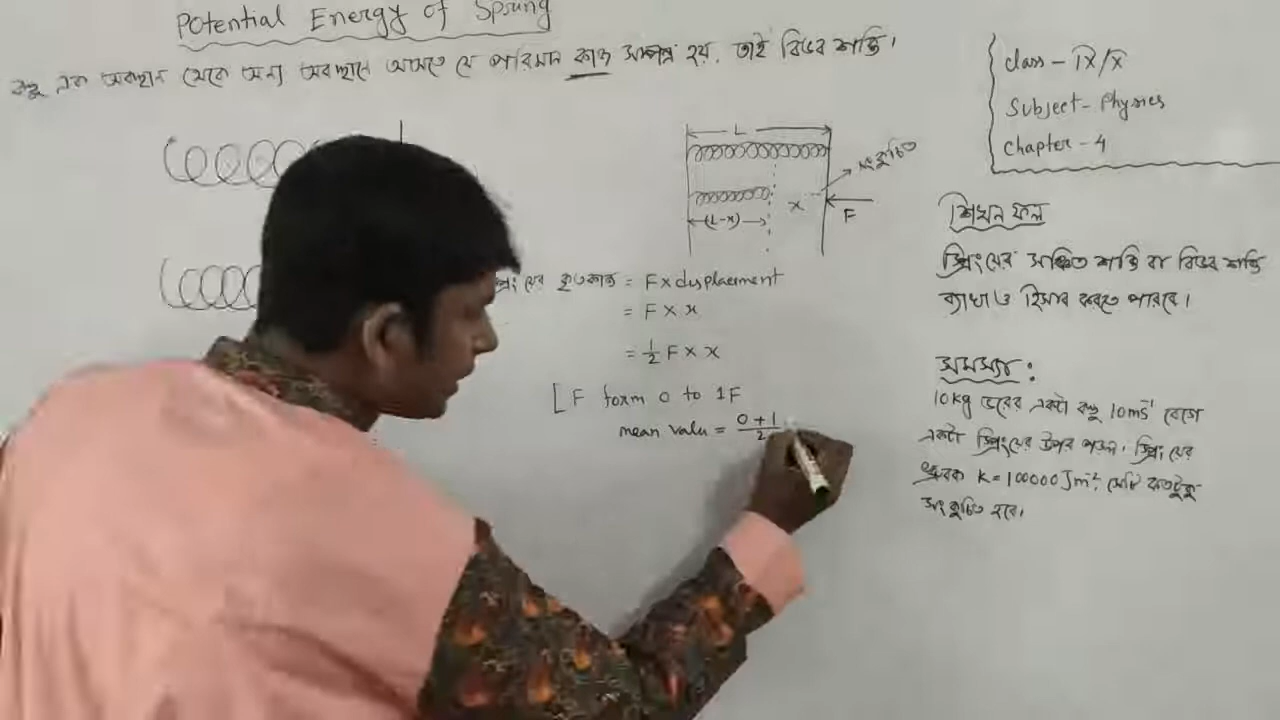 Potential Energy of Spring
বস্তু এক অবস্থান থেকে অন্য অবস্থানে আসতে যে পরিমান কাজ সম্পন্ন হয়, তাই বিভব শক্তি।
class - IX/X
Subject - Physics
Chapter - 4
L
সংকুচিত
(L-x)
x
F
শিখন ফল
স্প্রিংয়ের সঞ্চিত শক্তি বা বিভব শক্তি
ব্যাখা ও হিসাব করতে পারবে।
কৃতকাজ = F × displacement
= F × x
= 1/2 F × x
[ F form 0 to 1F
mean valu = 0+1/2
সমস্যা:
10kg ভরের একটা বস্তু 10ms⁻¹ বেগে
একটা স্প্রিংয়ের উপর পড়ল। স্প্রিংয়ের
ধ্রুবক K = 100000 Jm⁻², সেটি কতটুকু
সংকুচিত হবে।